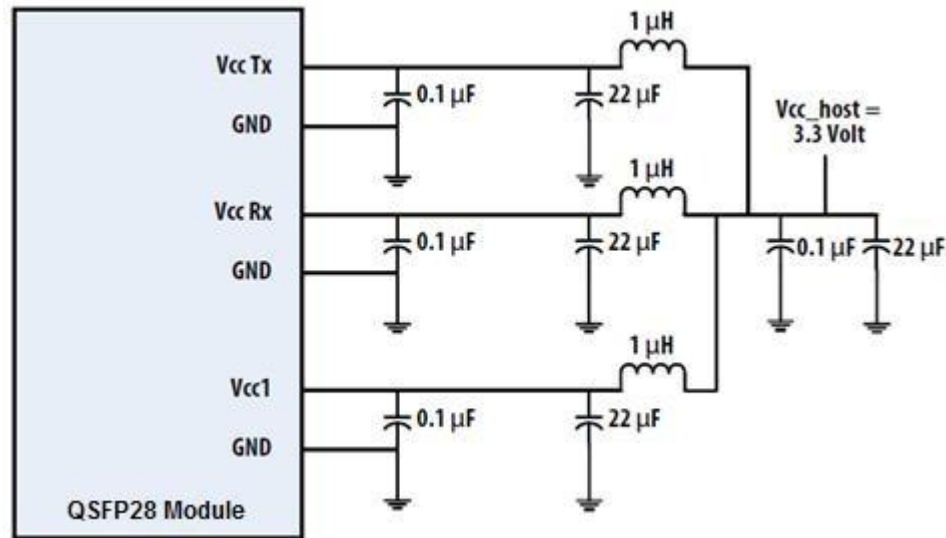 1 µH
Vcc Tx
0.1 µF
22 µF
GND
Vcc_host =
3.3 Volt
1 µH
Vcc Rx
0.1 µF
22 µF
0.1 µF
22 µF
GND
1 µH
Vcc1
0.1 µF
22 µF
GND
QSFP28 Module